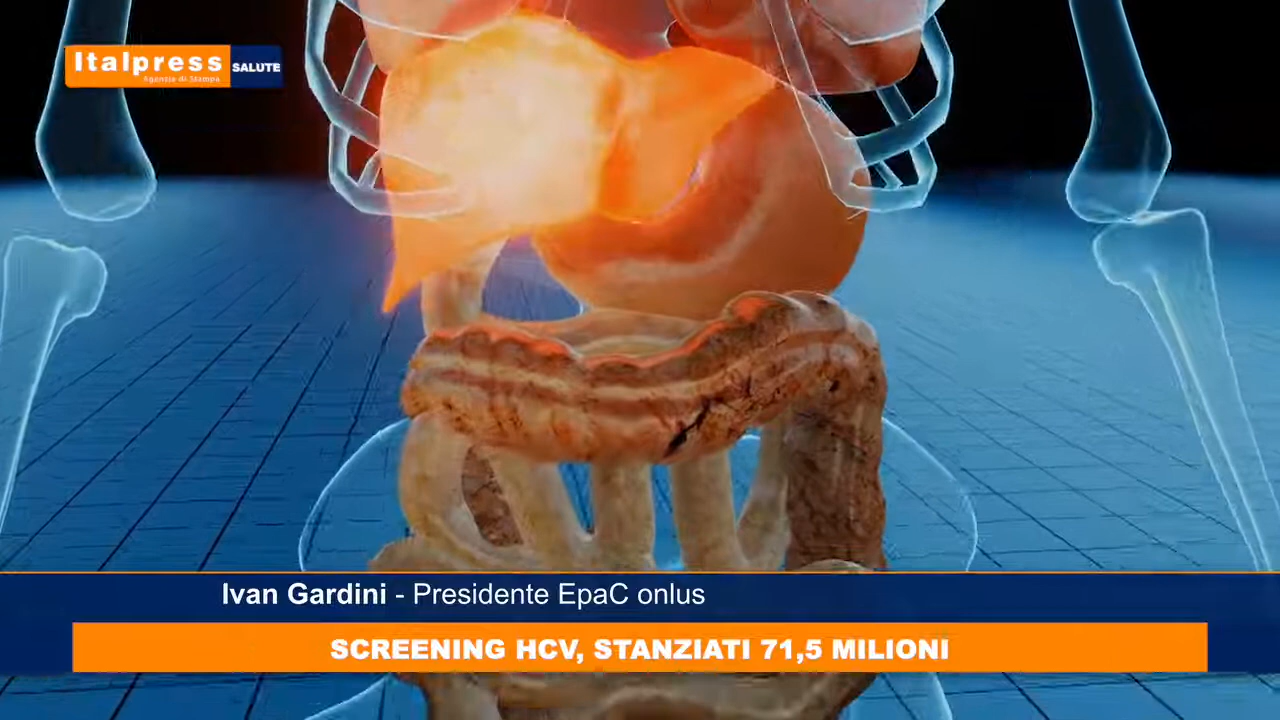 Italpress
Agenzia di Stampa
SALUTE
Ivan Gardini - Presidente EpaC onlus
SCREENING HCV, STANZIATI 71,5 MILIONI